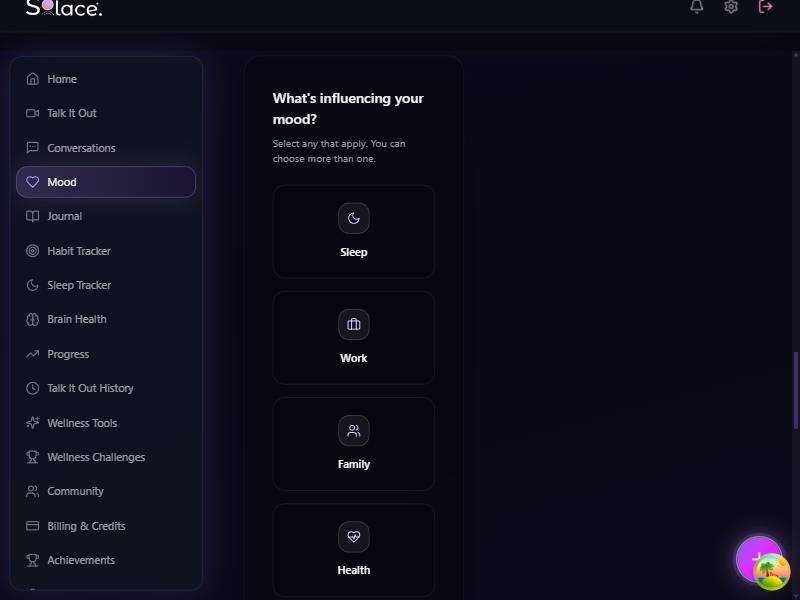 Solace.
Home
Talk It Out
Conversations
Mood
Journal
Habit Tracker
Sleep Tracker
Brain Health
Progress
Talk It Out History
Wellness Tools
Wellness Challenges
Community
Billing & Credits
Achievements
What's influencing your
mood?
Select any that apply. You can
choose more than one.
Sleep
Work
Family
Health